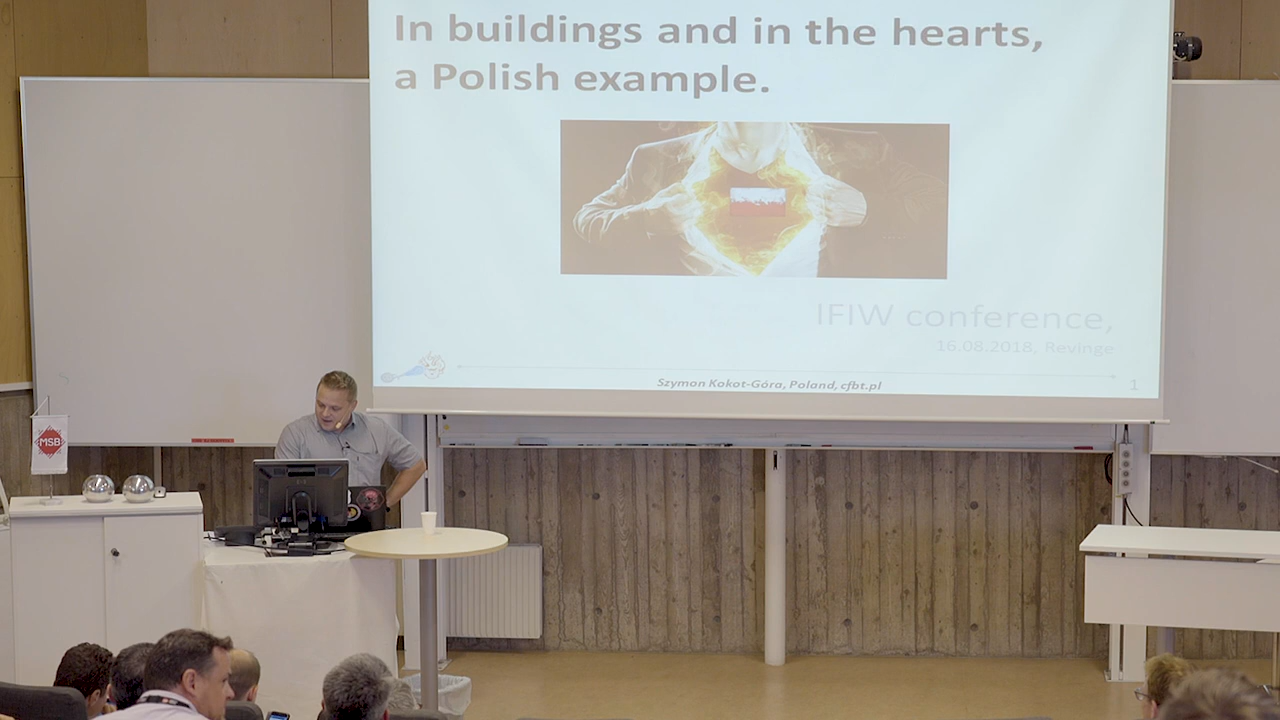 In buildings and in the hearts,
a Polish example.
IFIW conference,
16.08.2018, Revinge
Szymon Kokot-Góra, Poland, cfbt.pl
1
MSB